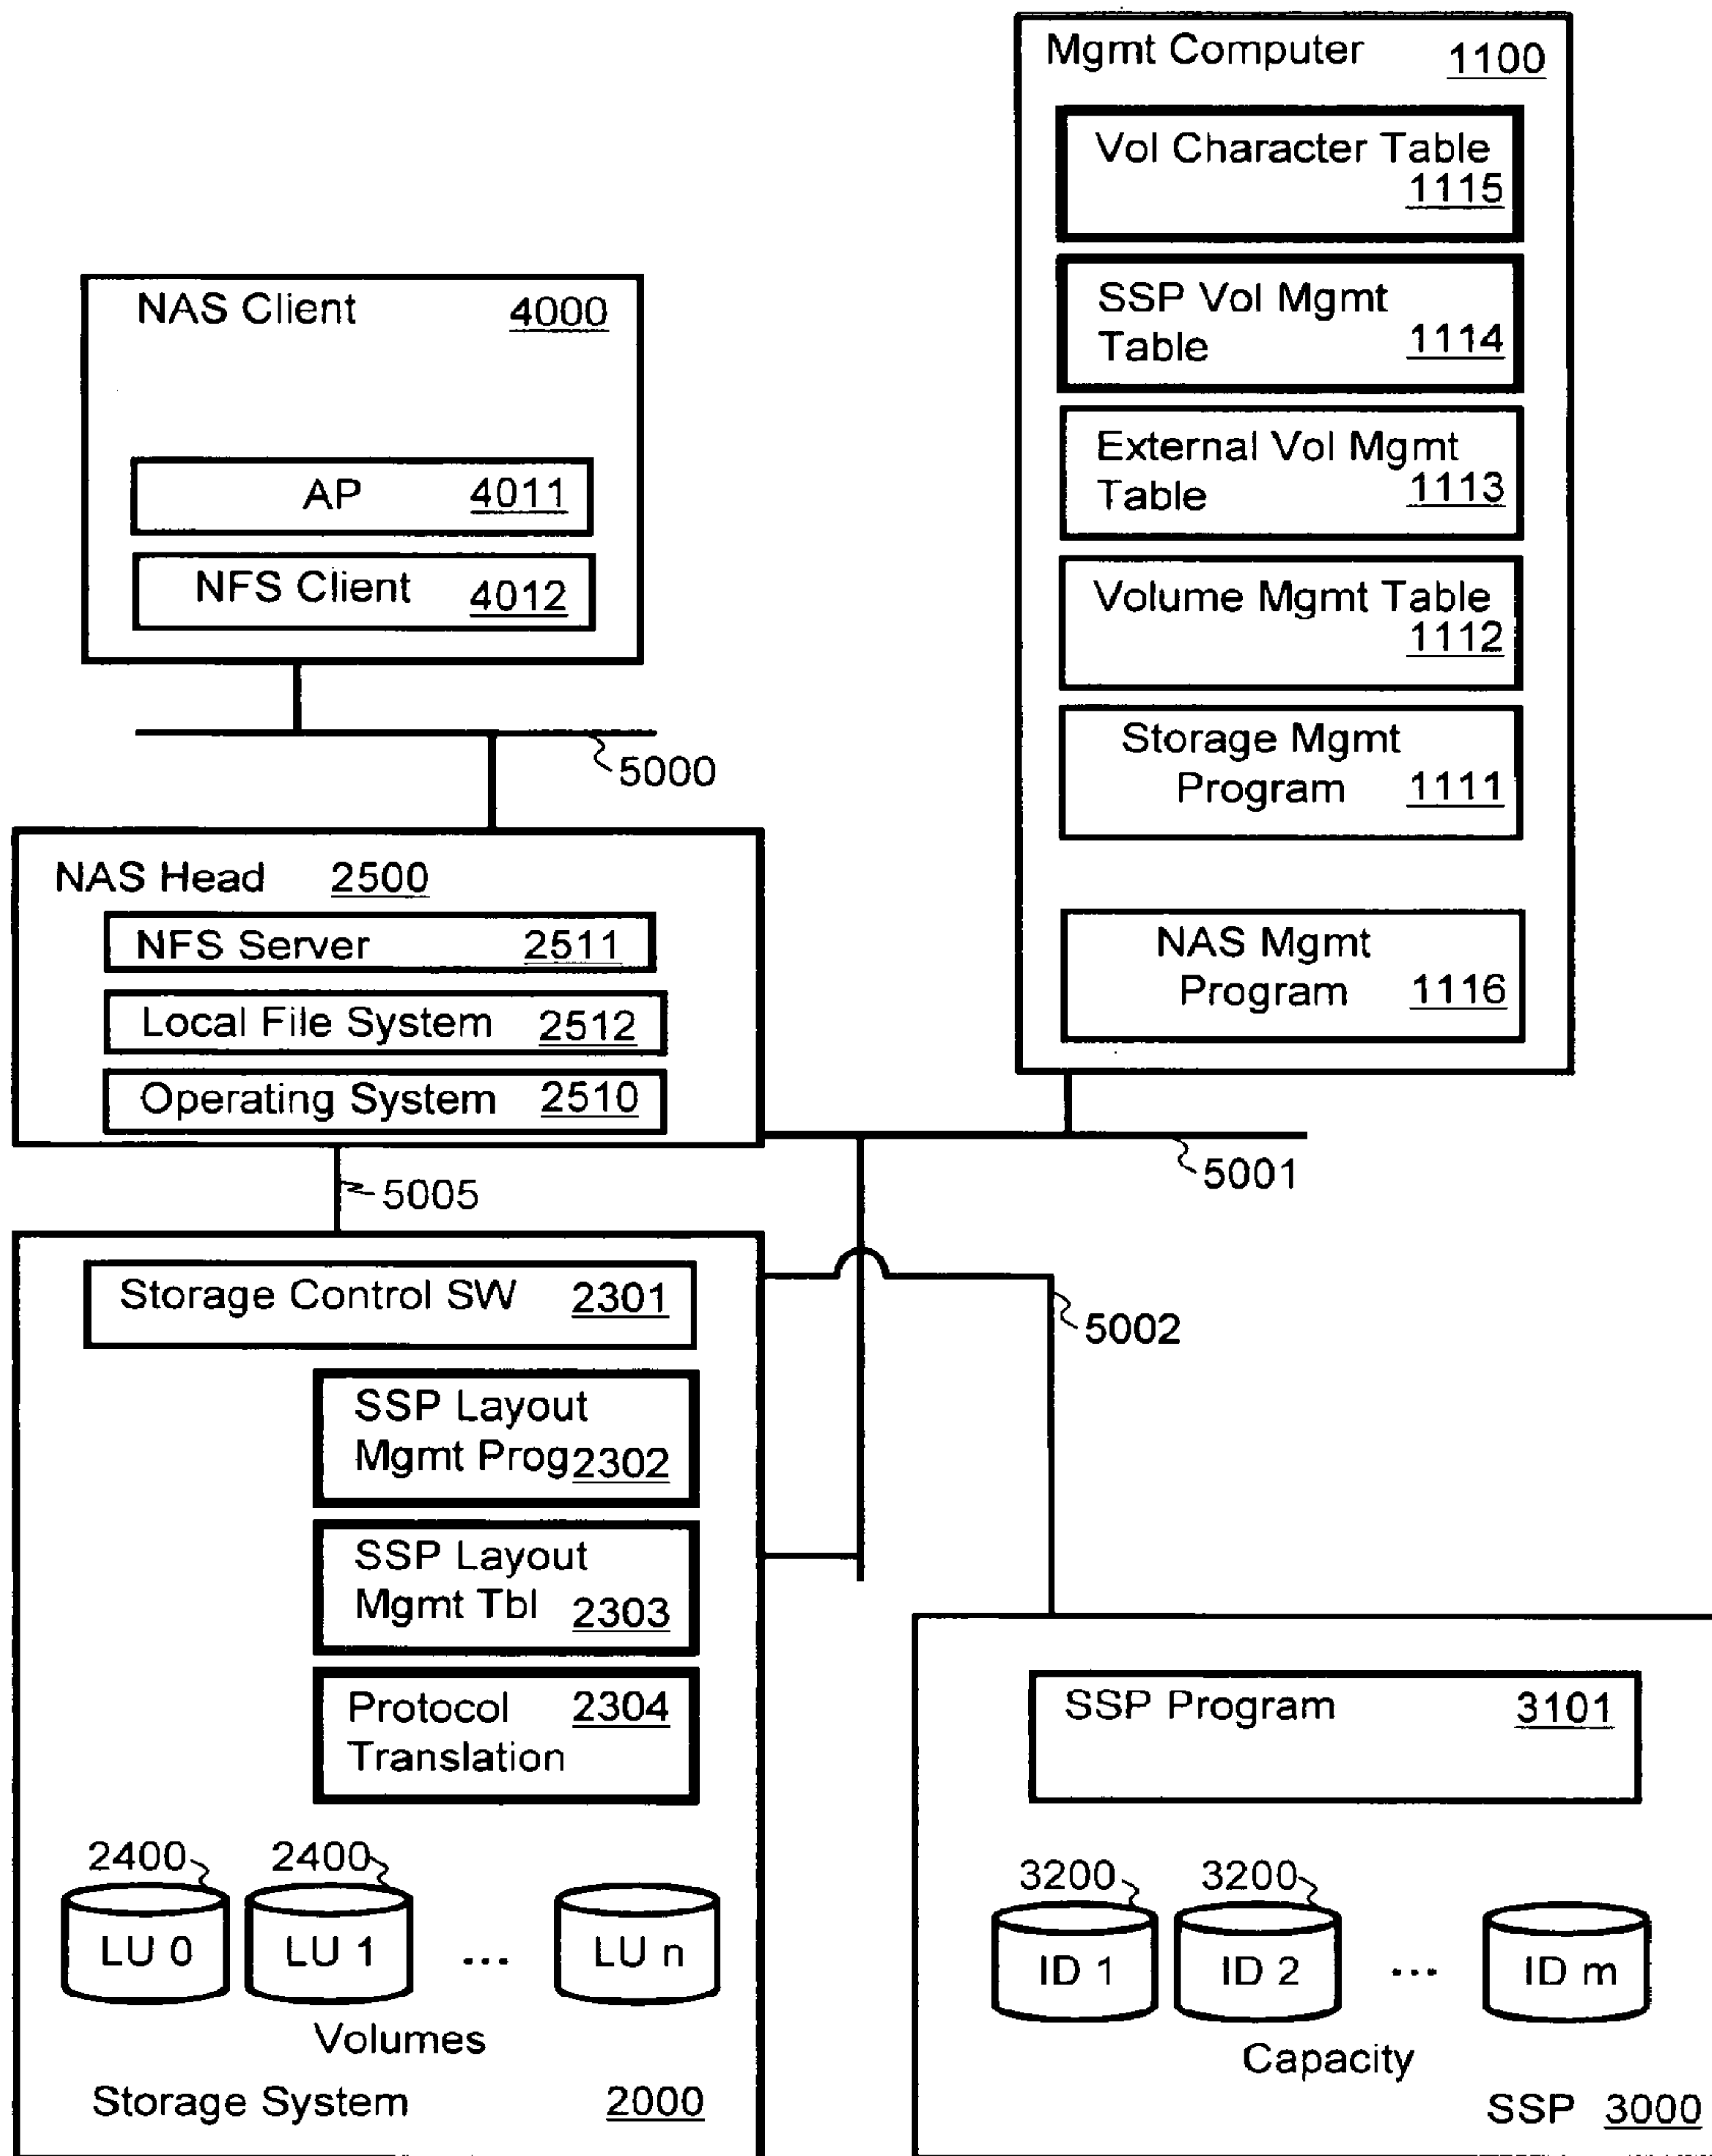 Mgmt Computer 1100
Vol Character Table
1115
SSP Vol Mgmt
Table 1114
External Vol Mgmt
Table 1113
Volume Mgmt Table
1112
Storage Mgmt
Program 1111
NAS Mgmt
Program 1116
NAS Client 4000
AP 4011
NFS Client 4012
5000
NAS Head 2500
NFS Server 2511
Local File System 2512
Operating System 2510
5001
5005
Storage Control SW 2301
5002
SSP Layout
Mgmt Prog 2302
SSP Layout
Mgmt Tbl 2303
Protocol 2304
Translation
2400 2400
LU 0 LU 1 ... LU n
Volumes
Storage System 2000
SSP Program 3101
3200 3200
ID 1 ID 2 ... ID m
Capacity
SSP 3000